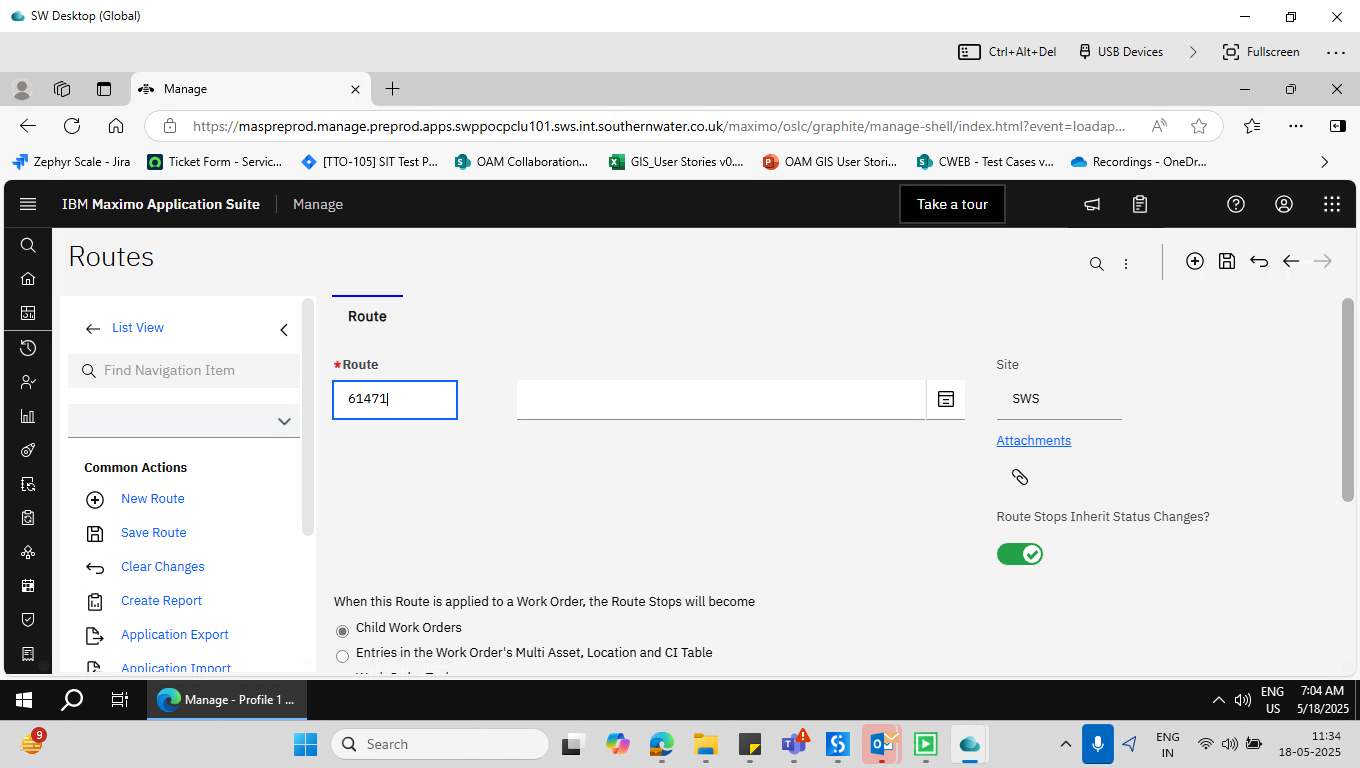 SW Desktop (Global)
Ctrl+Alt+Del USB Devices Fullscreen
Manage
https://maspreprod.manage.preprod.apps.swppocpclu101.sws.int.southernwater.co.uk/maximo/oslc/graphite/manage-shell/index.html?event=loadap...
Zephyr Scale - Jira Ticket Form - Servic... [TTO-105] SIT Test P... OAM Collaboration... GIS_User Stories v0.... OAM GIS User Stori... CWEB - Test Cases v... Recordings - OneDr...
IBM Maximo Application Suite Manage Take a tour
Routes
List View
Find Navigation Item
Common Actions
New Route
Save Route
Clear Changes
Create Report
Application Export
Application Import
Route
*Route
61471
Site
SWS
Attachments
Route Stops Inherit Status Changes?
When this Route is applied to a Work Order, the Route Stops will become
Child Work Orders
Entries in the Work Order's Multi Asset, Location and CI Table
Manage - Profile 1 ...
ENG
US
7:04 AM
5/18/2025
9
Search
ENG
IN
11:34
18-05-2025